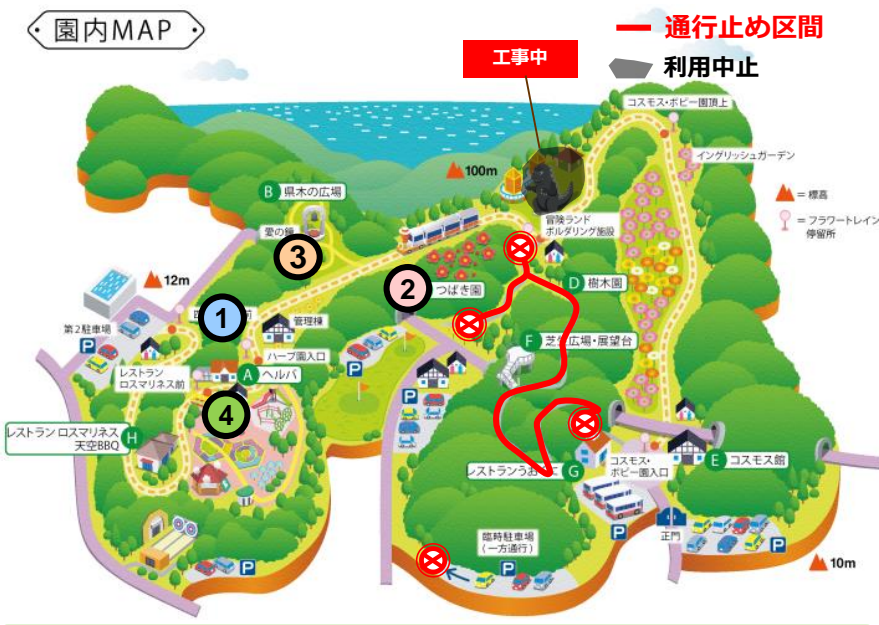 園内MAP
通行止め区間
工事中
利用中止
コスモス・ポピー園頂上
イングリッシュガーデン
100m
= 標高
B 県木の広場
= フラワートレイン
停留所
冒険ランド
ボルダリング施設
愛の鐘
3
12m
D 樹木園
2
つばき園
1
前
管理棟
第2駐車場
P
F 芝生広場・展望台
ハーブ園入口
P
レストラン
ロスマリネス前
A ヘルバ
P
4
レストラン ロスマリネス
天空BBQ
H
E コスモス館
コスモス・
ポピー園入口
レストランうお
G
正門
P
臨時駐車場
(一方通行)
P
P
P
10m